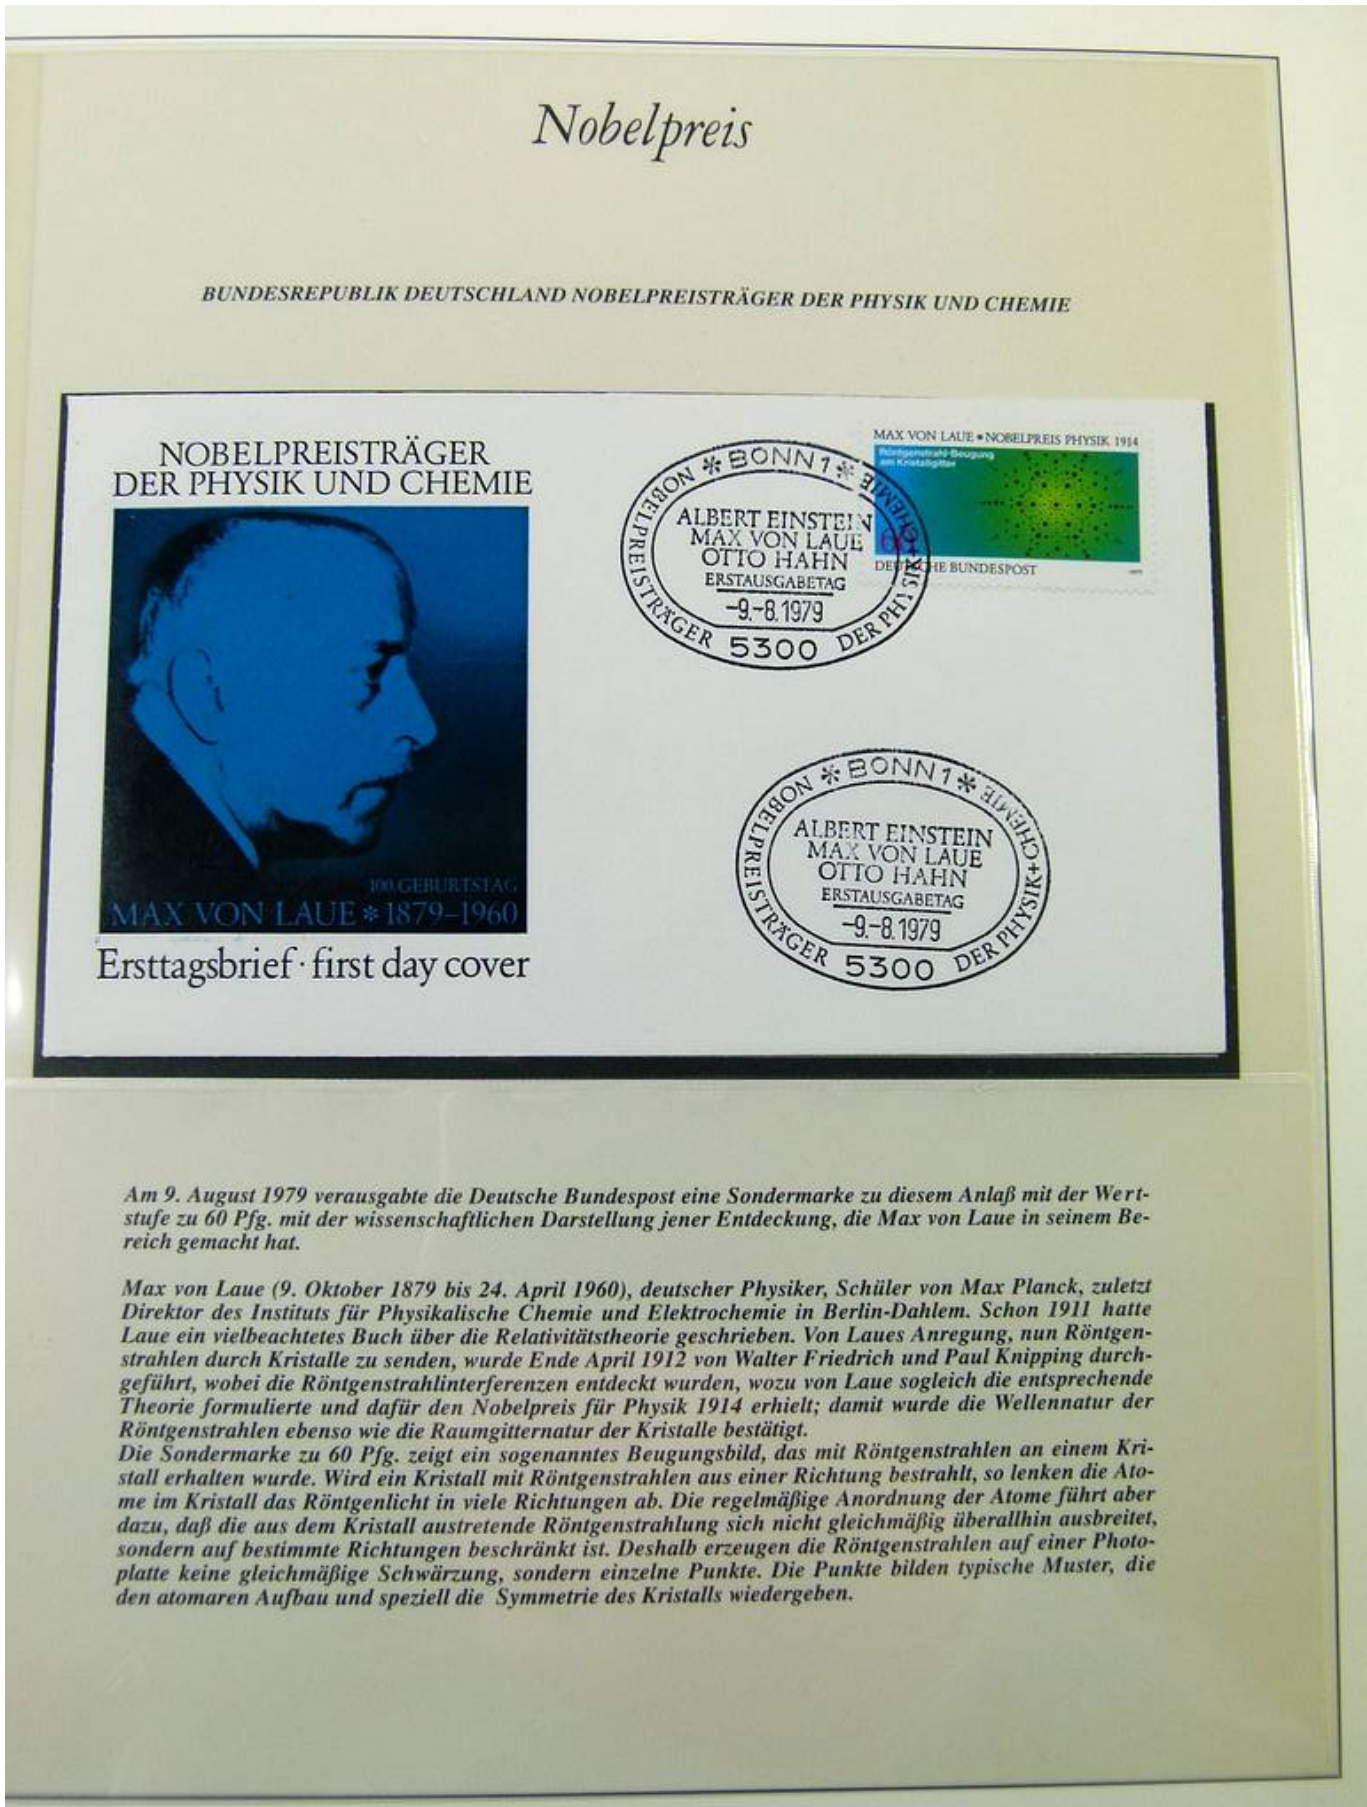 Nobelpreis
BUNDESREPUBLIK DEUTSCHLAND NOBELPREISTRÄGER DER PHYSIK UND CHEMIE
NOBELPREISTRÄGER
DER PHYSIK UND CHEMIE
100. GEBURTSTAG
MAX VON LAUE * 1879–1960
Ersttagsbrief · first day cover
MAX VON LAUE * NOBELPREIS PHYSIK 1914
Röntgenstrahl-Beugung
am Kristallgitter
60
DEUTSCHE BUNDESPOST
1979
* BONN 1 *
NOBELPREISTRÄGER DER PHYSIK+CHEMIE
ALBERT EINSTEIN
MAX VON LAUE
OTTO HAHN
ERSTAUSGABETAG
-9.-8.1979
5300
* BONN 1 *
NOBELPREISTRÄGER DER PHYSIK+CHEMIE
ALBERT EINSTEIN
MAX VON LAUE
OTTO HAHN
ERSTAUSGABETAG
-9.-8.1979
5300
Am 9. August 1979 verausgabte die Deutsche Bundespost eine Sondermarke zu diesem Anlaß mit der Wert-
stufe zu 60 Pfg. mit der wissenschaftlichen Darstellung jener Entdeckung, die Max von Laue in seinem Be-
reich gemacht hat.
Max von Laue (9. Oktober 1879 bis 24. April 1960), deutscher Physiker, Schüler von Max Planck, zuletzt
Direktor des Instituts für Physikalische Chemie und Elektrochemie in Berlin-Dahlem. Schon 1911 hatte
Laue ein vielbeachtetes Buch über die Relativitätstheorie geschrieben. Von Laues Anregung, nun Röntgen-
strahlen durch Kristalle zu senden, wurde Ende April 1912 von Walter Friedrich und Paul Knipping durch-
geführt, wobei die Röntgenstrahlinterferenzen entdeckt wurden, wozu von Laue sogleich die entsprechende
Theorie formulierte und dafür den Nobelpreis für Physik 1914 erhielt; damit wurde die Wellennatur der
Röntgenstrahlen ebenso wie die Raumgitternatur der Kristalle bestätigt.
Die Sondermarke zu 60 Pfg. zeigt ein sogenanntes Beugungsbild, das mit Röntgenstrahlen an einem Kri-
stall erhalten wurde. Wird ein Kristall mit Röntgenstrahlen aus einer Richtung bestrahlt, so lenken die Ato-
me im Kristall das Röntgenlicht in viele Richtungen ab. Die regelmäßige Anordnung der Atome führt aber
dazu, daß die aus dem Kristall austretende Röntgenstrahlung sich nicht gleichmäßig überallhin ausbreitet,
sondern auf bestimmte Richtungen beschränkt ist. Deshalb erzeugen die Röntgenstrahlen auf einer Photo-
platte keine gleichmäßige Schwärzung, sondern einzelne Punkte. Die Punkte bilden typische Muster, die
den atomaren Aufbau und speziell die Symmetrie des Kristalls wiedergeben.